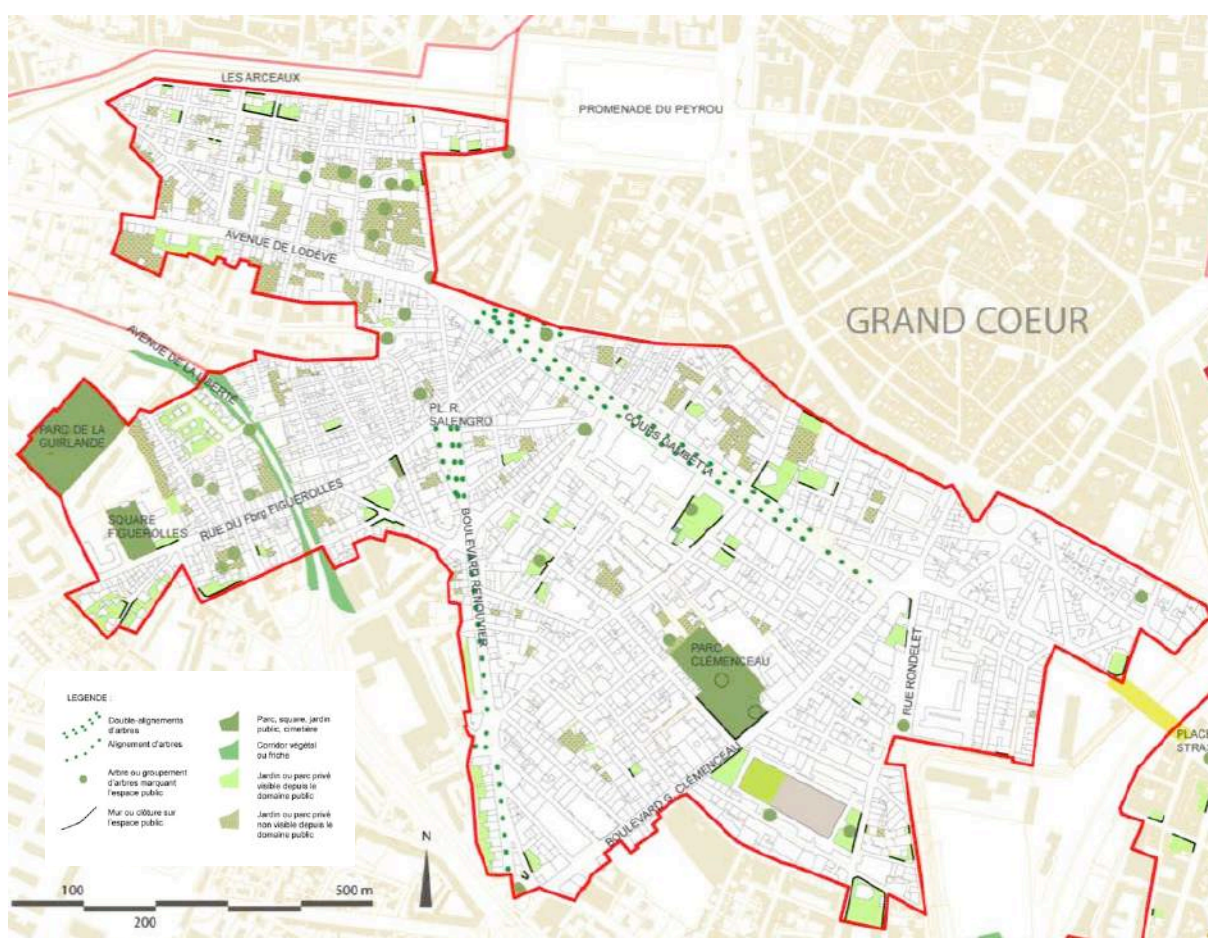 LES ARCEAUX
PROMENADE DU PEYROU
AVENUE DE LODÈVE
GRAND COEUR
AVENUE DE LA LIBERTÉ
PL. R.
SALENGRO
PARC DE LA
GUIRLANDE
COURS GAMBETTA
RUE DU Fbrg FIGUEROLLES
SQUARE
FIGUEROLLES
BOULEVARD RENOUVIER
PARC
CLÉMENCEAU
RUE RONDELET
PLACE
STRA
BOULEVARD G. CLÉMENCEAU
LEGENDE :
Double-alignements
d'arbres
Alignement d'arbres
Arbre ou groupement
d'arbres marquant
l'espace public
Mur ou clôture sur
l'espace public
Parc, square, jardin
public, cimetière
Corridor végétal
ou friche
Jardin ou parc privé
visible depuis le
domaine public
Jardin ou parc privé
non visible depuis le
domaine public
N
100
500 m
200